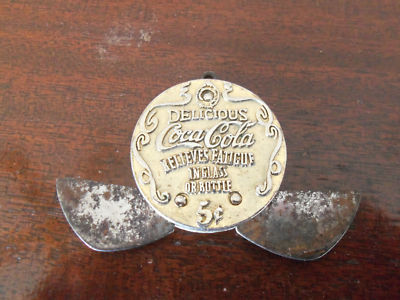 DELICIOUS
Coca-Cola
RELIEVES FATIGUE
IN GLASS
OR BOTTLE
5¢